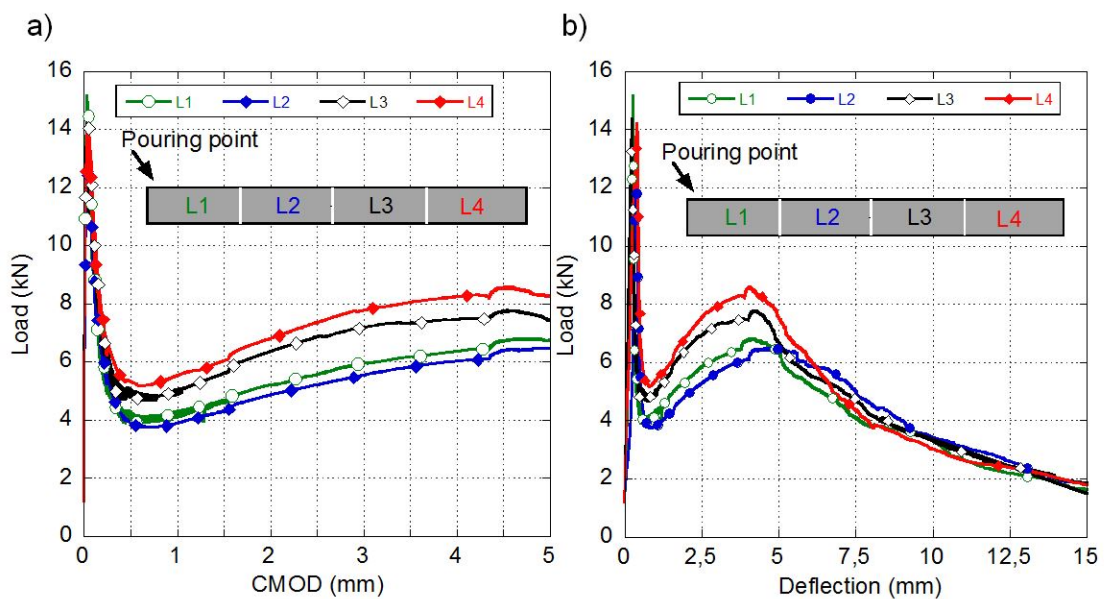 a)
16
14
12
10
8
6
4
2
0
Load (kN)
L1 L2 L3 L4
Pouring point
L1 L2 L3 L4
0 1 2 3 4 5
CMOD (mm)
b)
16
14
12
10
8
6
4
2
0
Load (kN)
L1 L2 L3 L4
Pouring point
L1 L2 L3 L4
0 2,5 5 7,5 10 12,5 15
Deflection (mm)